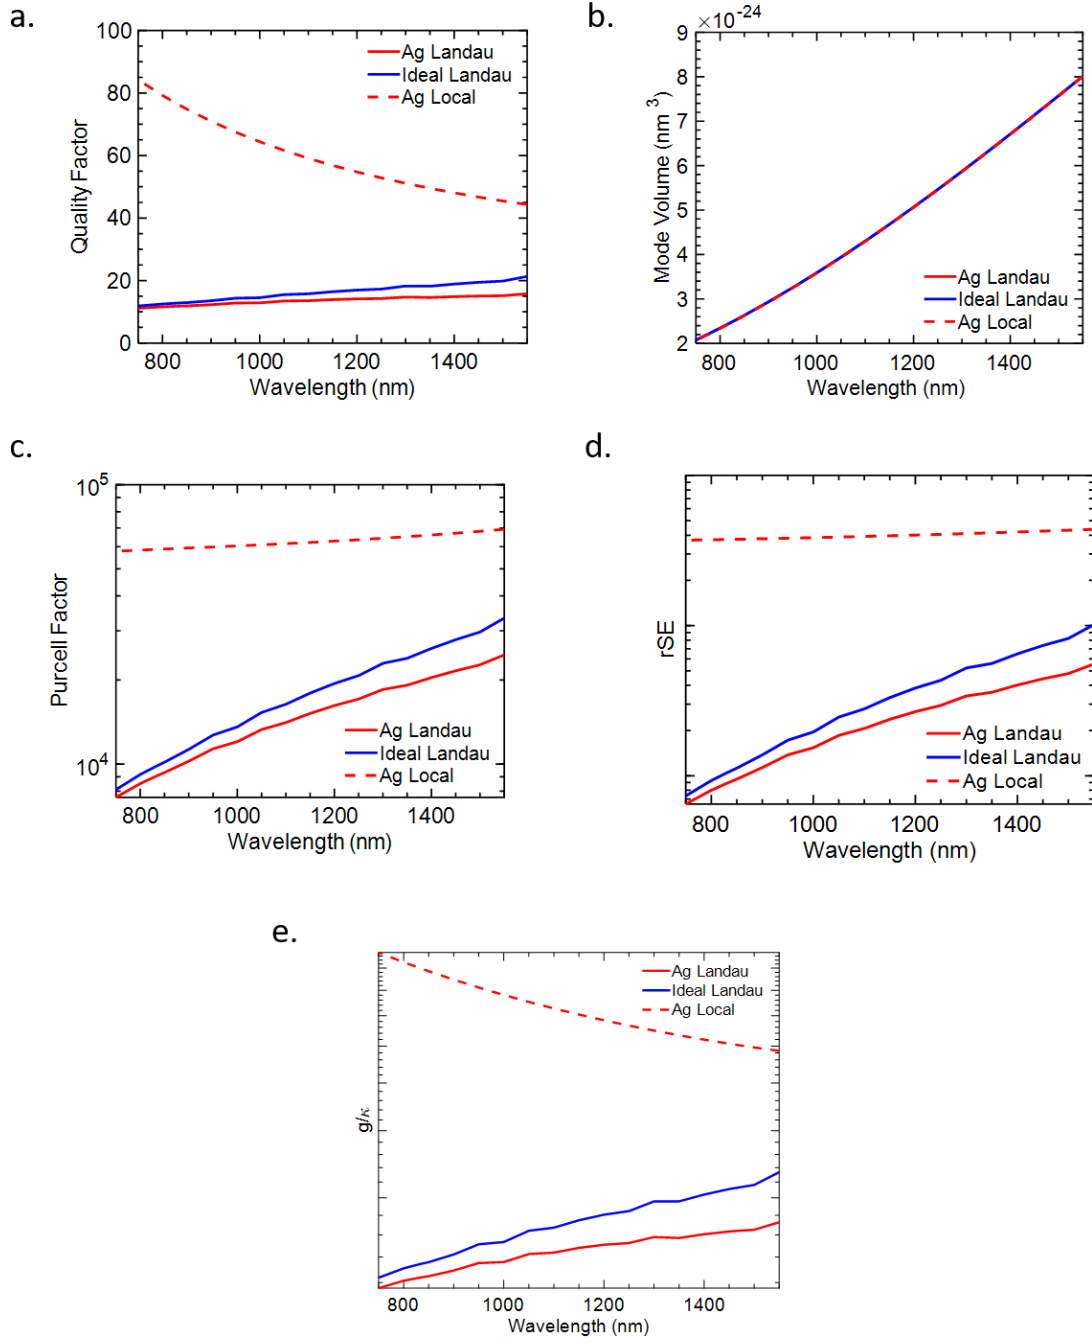 a.
100
80
60
40
20
0
Quality Factor
Ag Landau
Ideal Landau
Ag Local
800 1000 1200 1400
Wavelength (nm)
b.
×10⁻²⁴
9
8
7
6
5
4
3
2
Mode Volume (nm³)
Ag Landau
Ideal Landau
Ag Local
800 1000 1200 1400
Wavelength (nm)
c.
10⁵
10⁴
Purcell Factor
Ag Landau
Ideal Landau
Ag Local
800 1000 1200 1400
Wavelength (nm)
d.
rSE
Ag Landau
Ideal Landau
Ag Local
800 1000 1200 1400
Wavelength (nm)
e.
g/κ
Ag Landau
Ideal Landau
Ag Local
800 1000 1200 1400
Wavelength (nm)